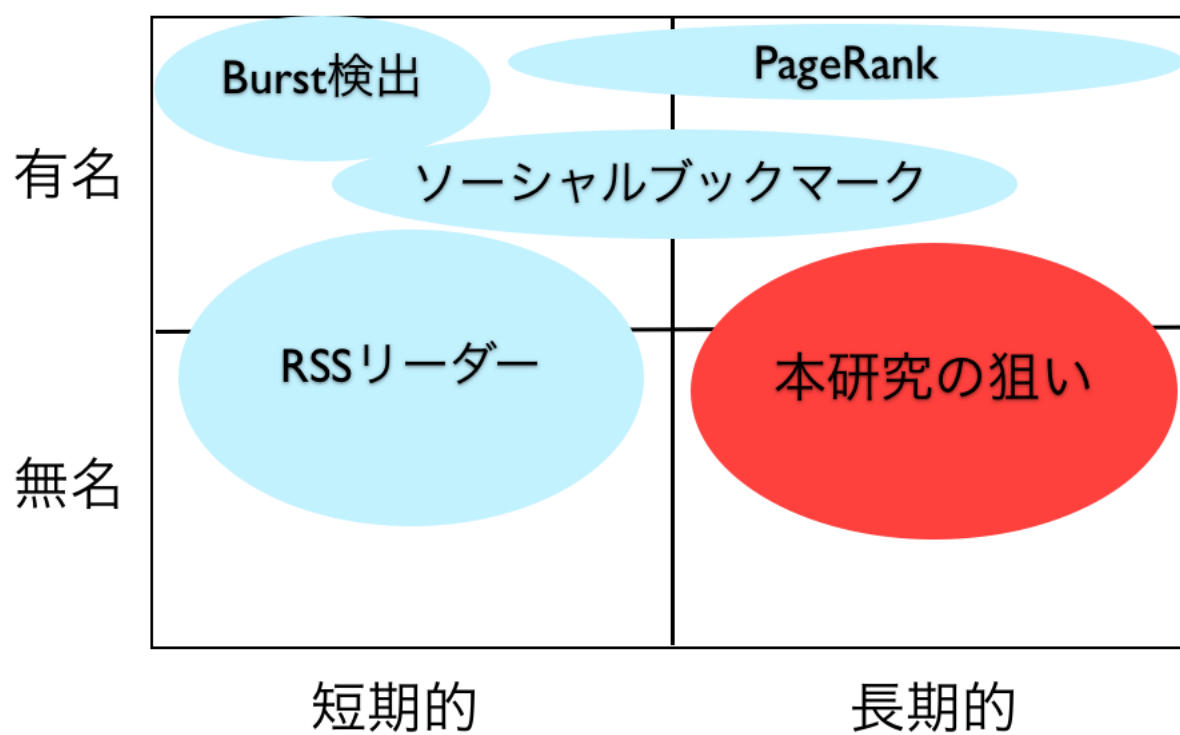 Burst検出
PageRank
有名
ソーシャルブックマーク
RSSリーダー
本研究の狙い
無名
短期的
長期的